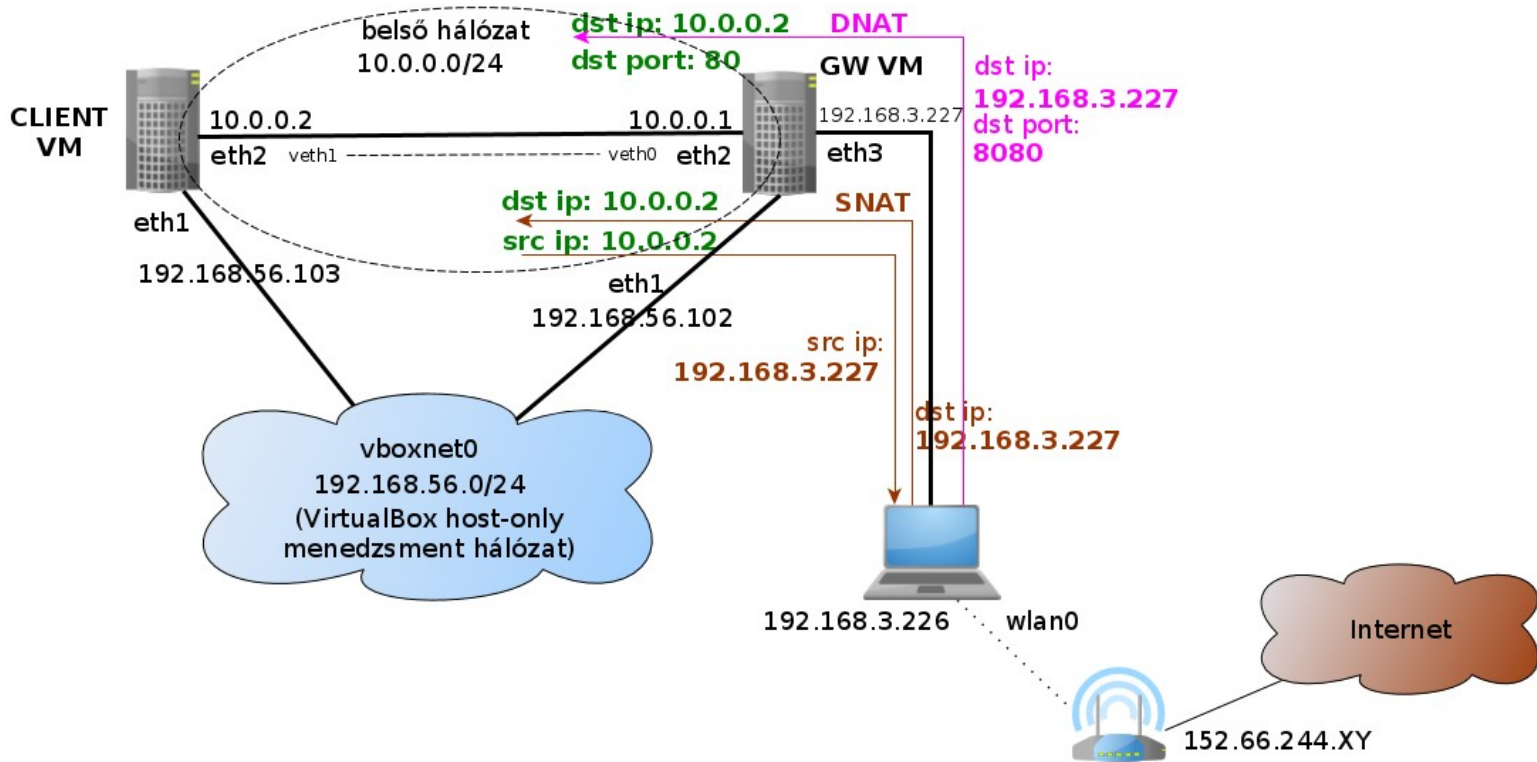 belső hálózat
10.0.0.0/24
dst ip: 10.0.0.2
dst port: 80
DNAT
GW VM
dst ip:
192.168.3.227
dst port:
8080
CLIENT
VM
10.0.0.2
eth2
veth1
veth0
10.0.0.1
eth2
192.168.3.227
eth3
eth1
192.168.56.103
dst ip: 10.0.0.2
SNAT
src ip: 10.0.0.2
eth1
192.168.56.102
src ip:
192.168.3.227
dst ip:
192.168.3.227
vboxnet0
192.168.56.0/24
(VirtualBox host-only
menedzsment hálózat)
192.168.3.226
wlan0
Internet
152.66.244.XY